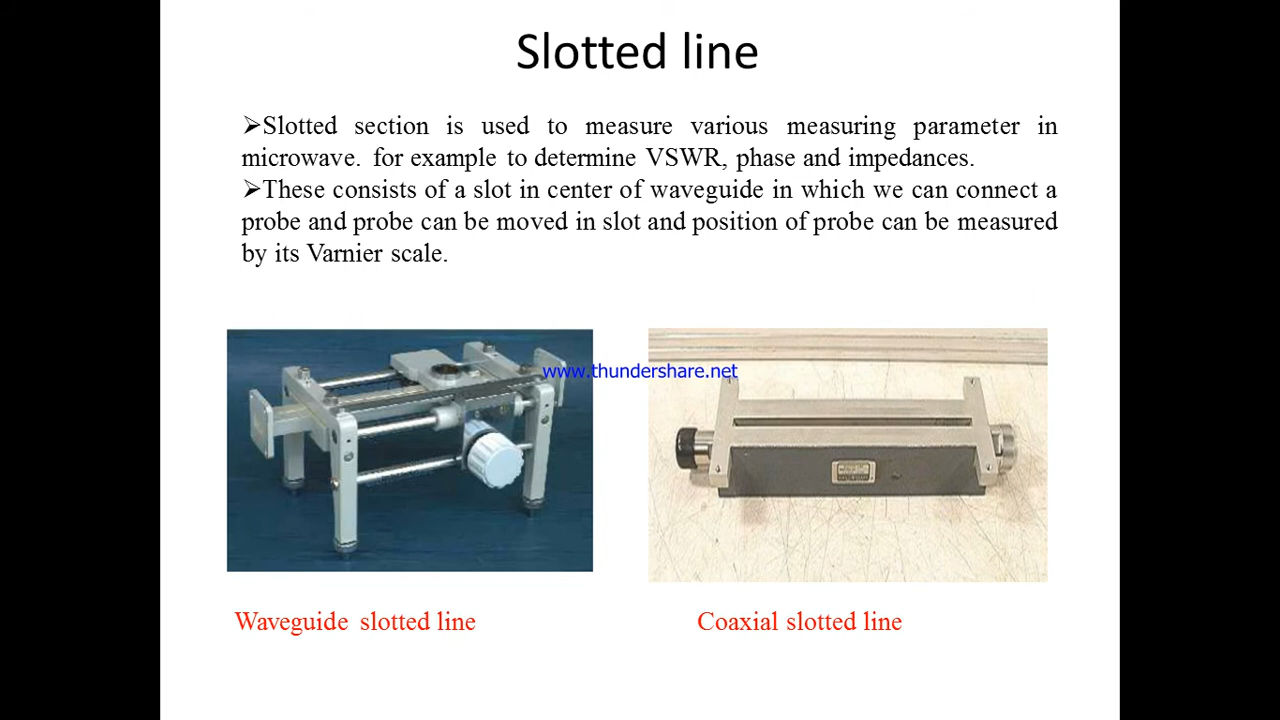 Slotted line
➢Slotted section is used to measure various measuring parameter in
microwave. for example to determine VSWR, phase and impedances.
➢These consists of a slot in center of waveguide in which we can connect a
probe and probe can be moved in slot and position of probe can be measured
by its Varnier scale.
www.thundershare.net
Waveguide slotted line
Coaxial slotted line